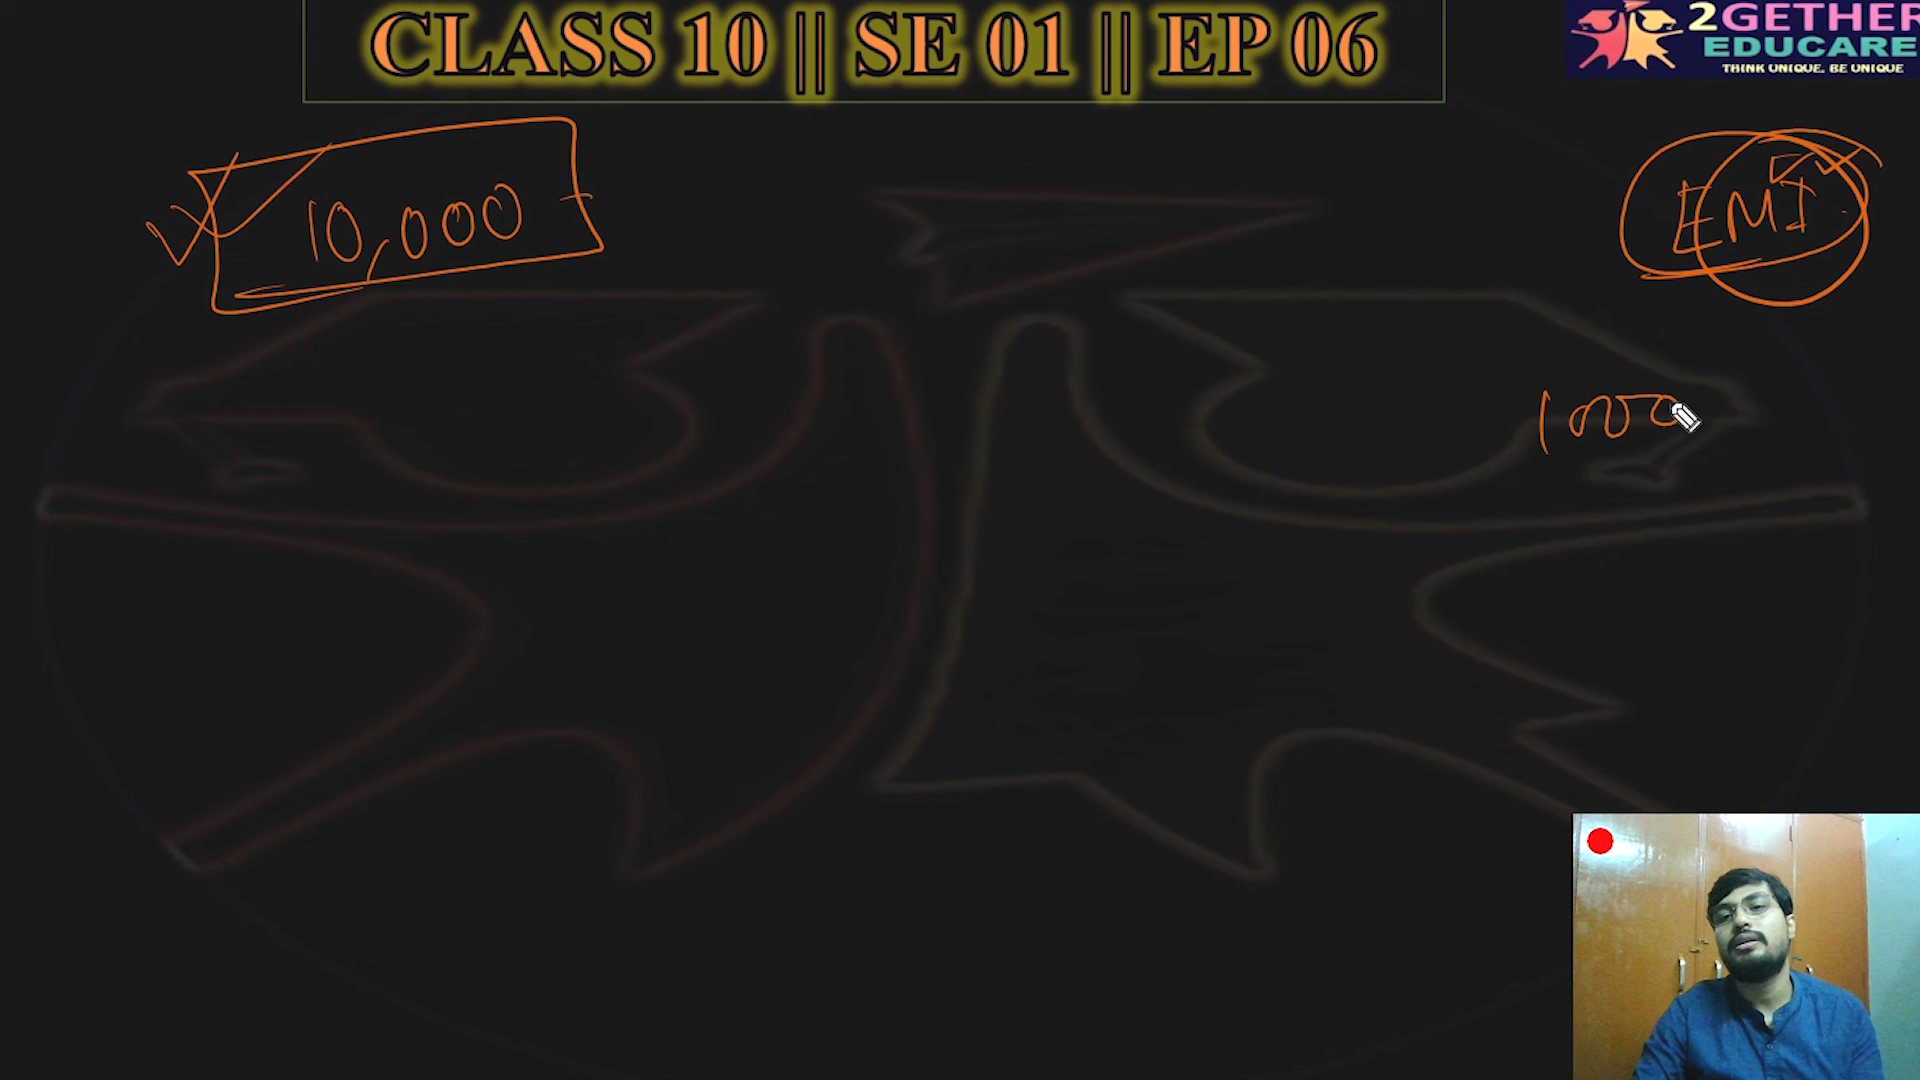 CLASS 10 || SE 01 || EP 06
2GETHER
EDUCARE
THINK UNIQUE. BE UNIQUE
10,000
EMI
1000